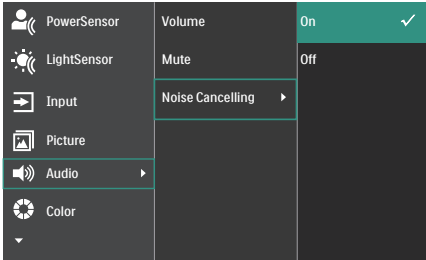 PowerSensor
LightSensor
Input
Picture
Audio
Color
Volume
Mute
Noise Cancelling
On
Off